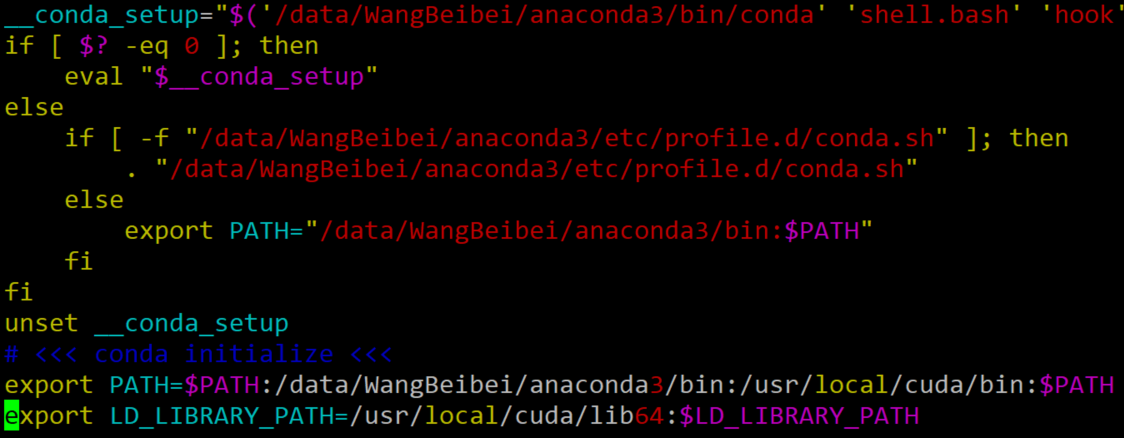 __conda_setup="$('/data/WangBeibei/anaconda3/bin/conda' 'shell.bash' 'hook'
if [ $? -eq 0 ]; then
    eval "$__conda_setup"
else
    if [ -f "/data/WangBeibei/anaconda3/etc/profile.d/conda.sh" ]; then
        . "/data/WangBeibei/anaconda3/etc/profile.d/conda.sh"
    else
        export PATH="/data/WangBeibei/anaconda3/bin:$PATH"
    fi
fi
unset __conda_setup
# <<< conda initialize <<<
export PATH=$PATH:/data/WangBeibei/anaconda3/bin:/usr/local/cuda/bin:$PATH
export LD_LIBRARY_PATH=/usr/local/cuda/lib64:$LD_LIBRARY_PATH